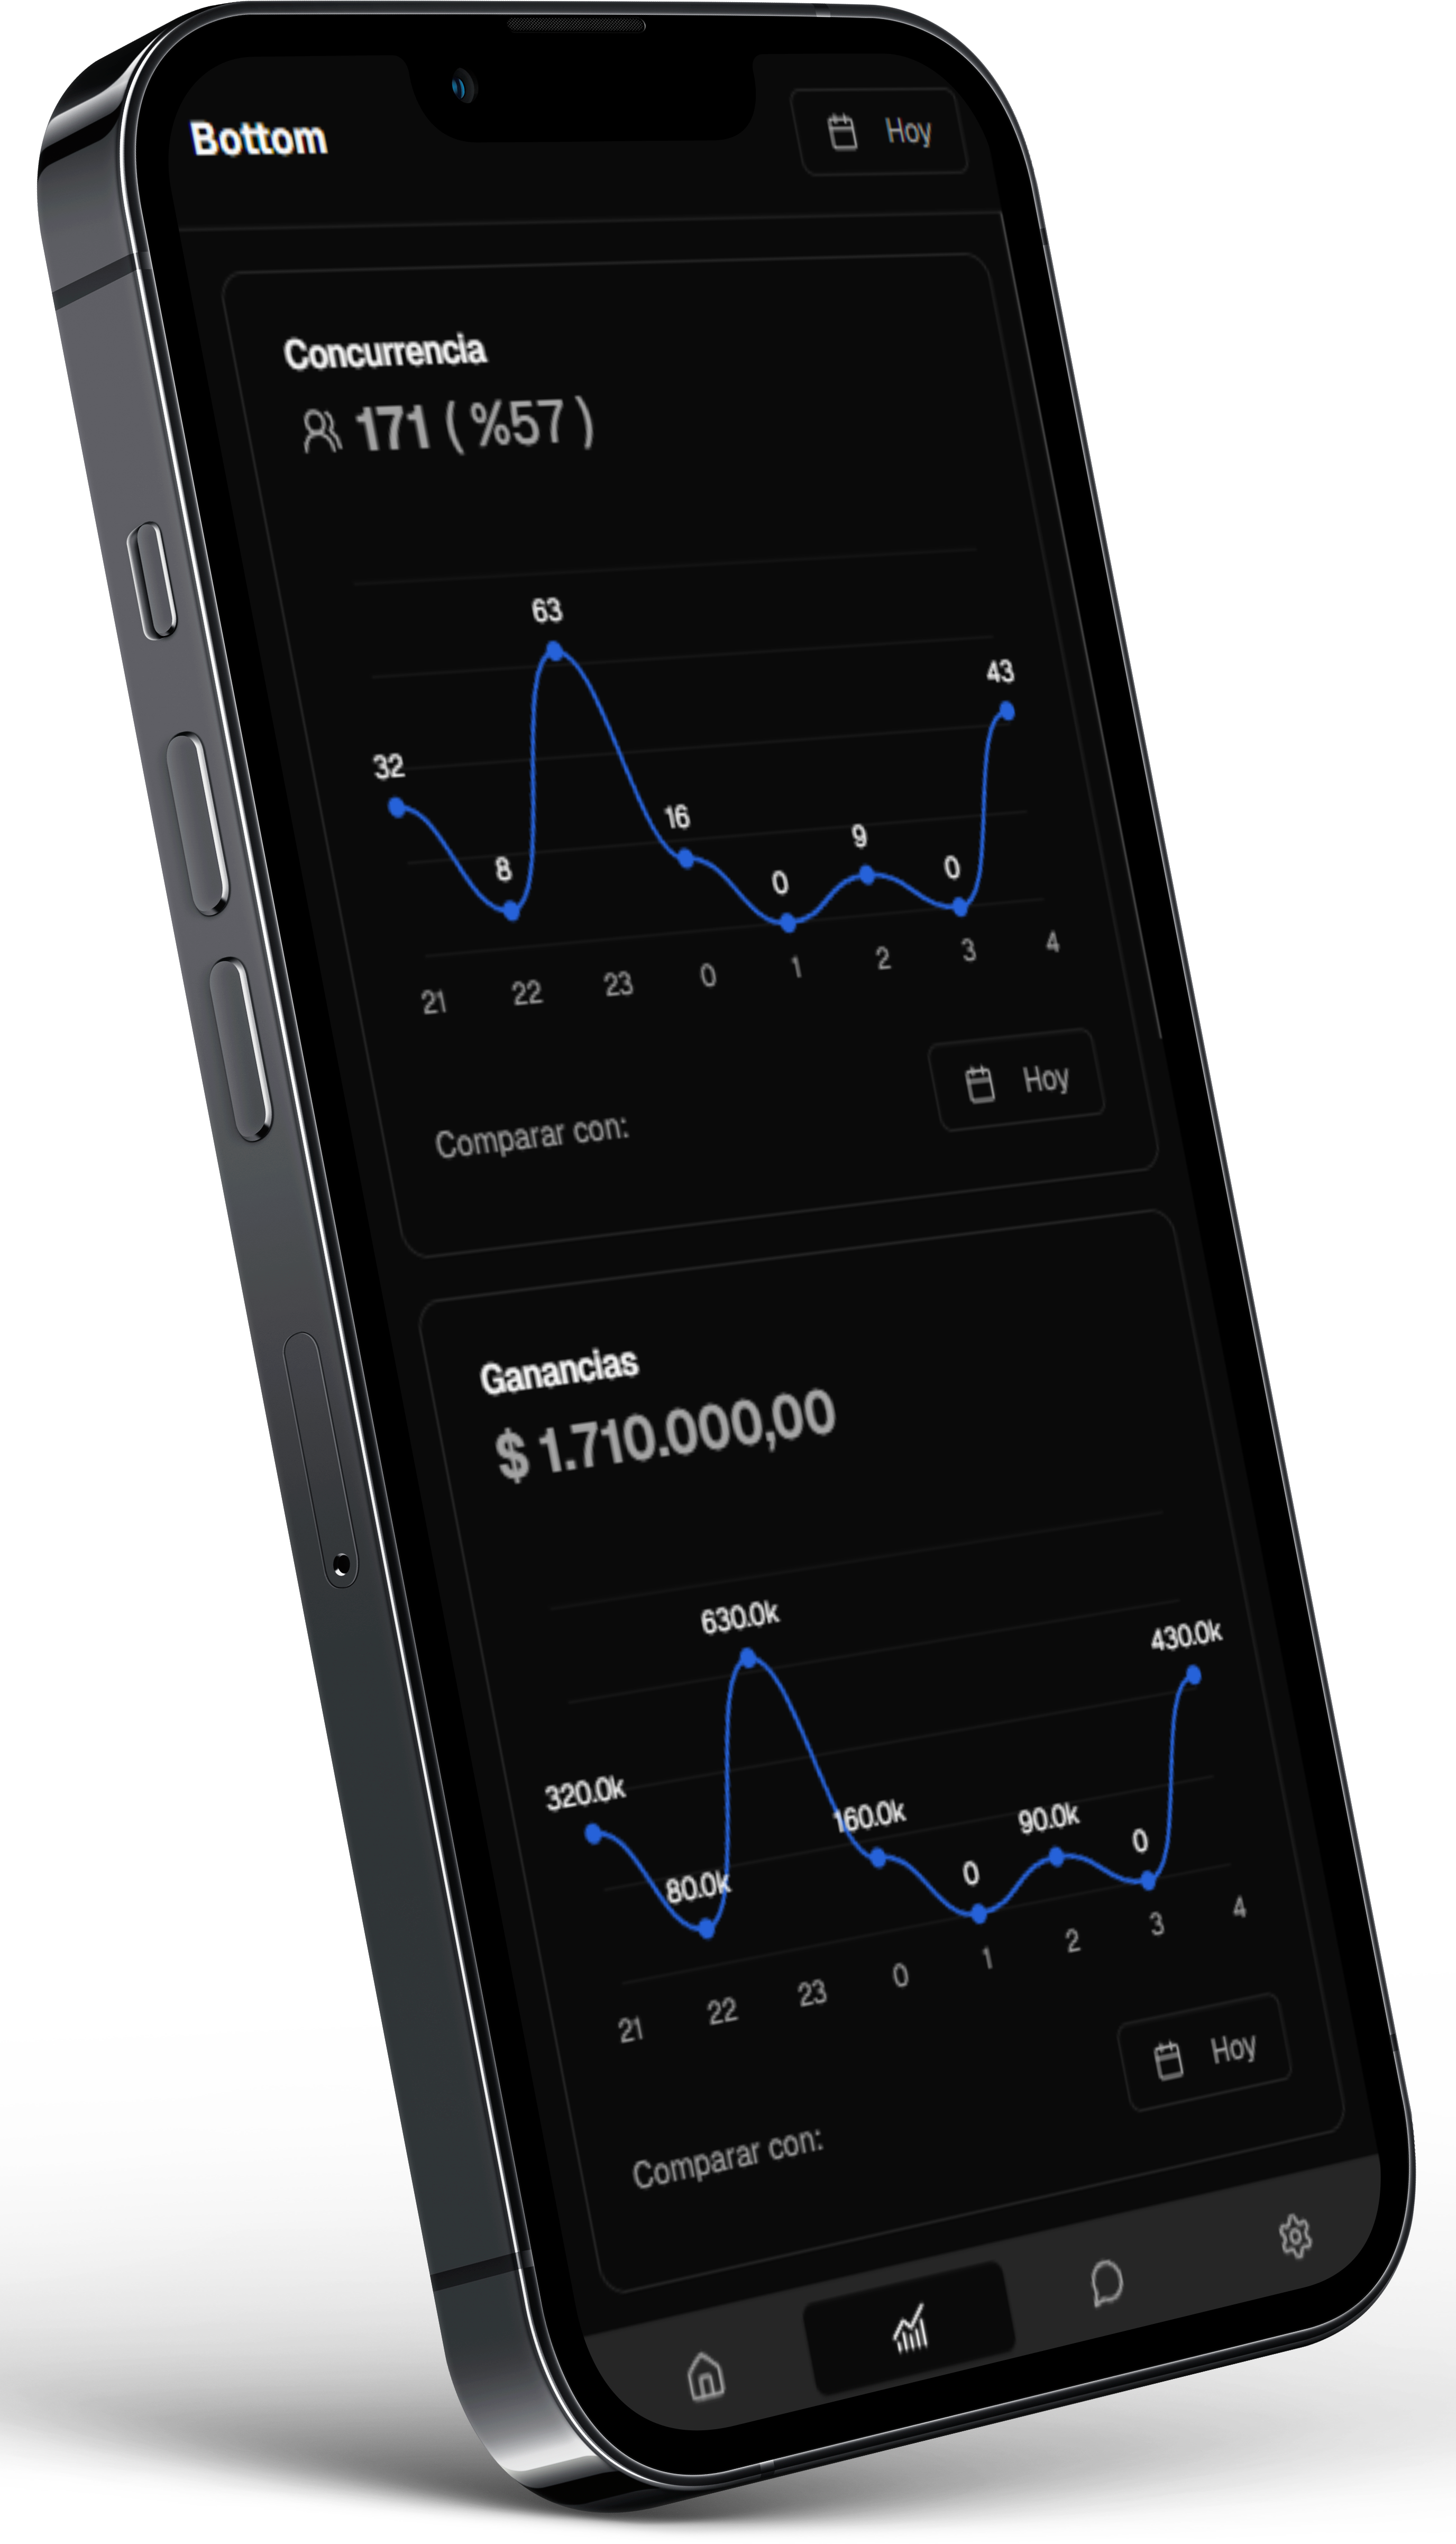 Bottom
Hoy
Concurrencia
171 ( %57 )
63
43
32
16
9
8
0
0
21 22 23 0 1 2 3 4
Comparar con:
Hoy
Ganancias
$ 1.710.000,00
630.0k
430.0k
320.0k
160.0k
90.0k
80.0k
0
0
21 22 23 0 1 2 3 4
Comparar con:
Hoy